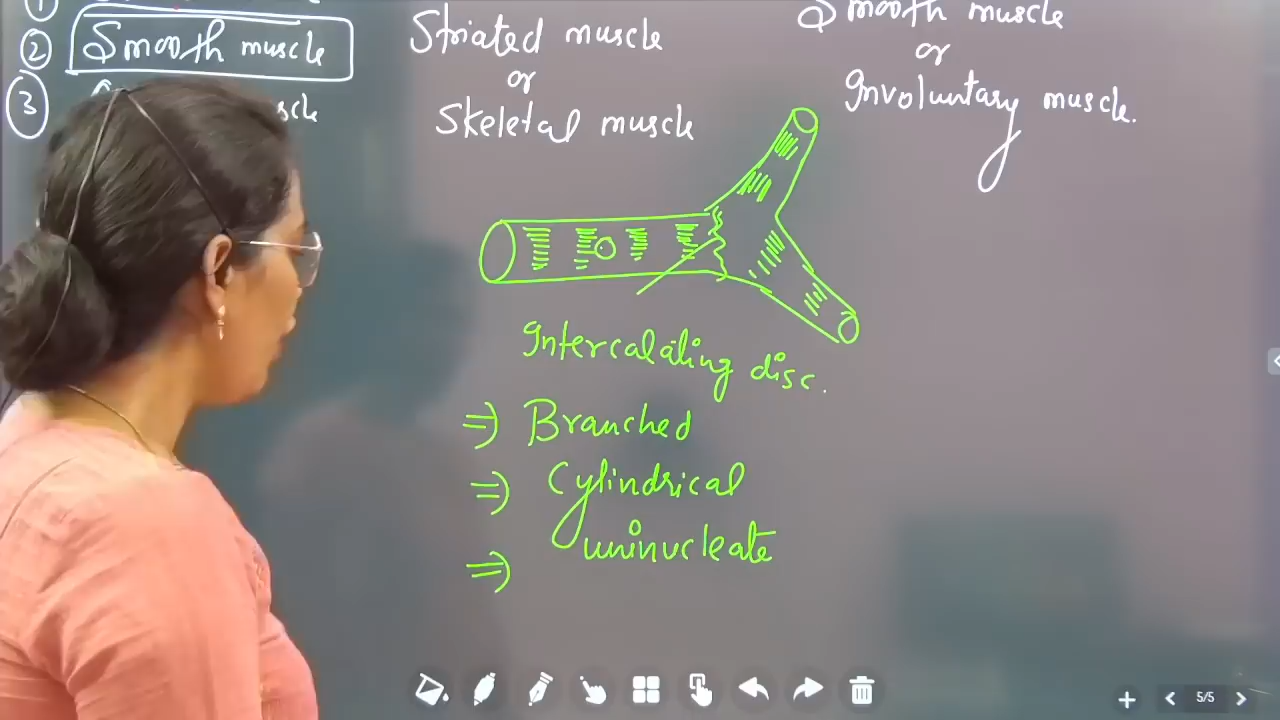 ①
② Smooth muscle
③
Striated muscle
or
Skeletal muscle
Smooth muscle
or
Involuntary muscle.
Intercalating disc.
⇒ Branched
⇒ Cylindrical
uninucleate
⇒
5/5